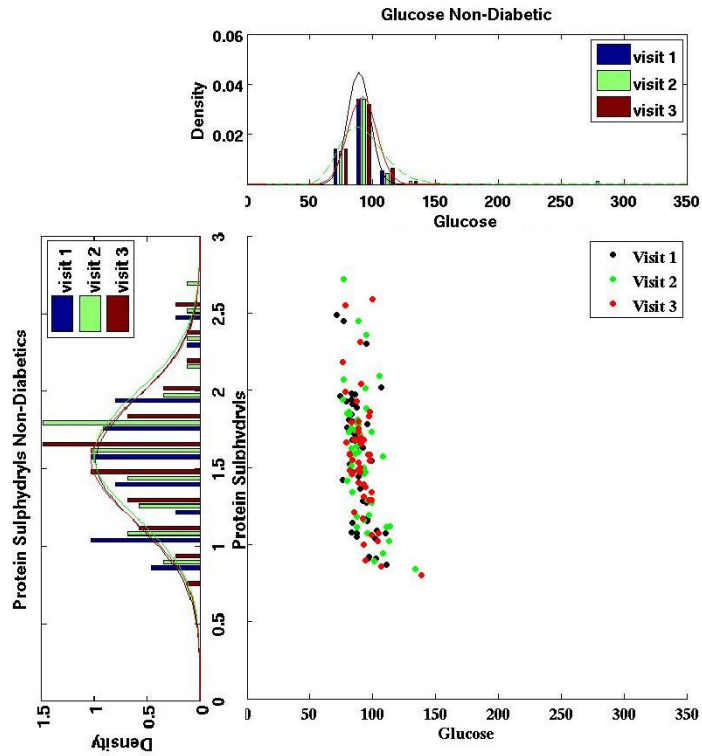 Glucose Non-Diabetic
Density
0.06
0.04
0.02
visit 1
visit 2
visit 3
0
50
100
150
200
250
300
350
Glucose
Protein Sulphydryls Non-Diabetics
visit 1
visit 2
visit 3
3
2.5
2
1.5
1
0.5
0
Protein Sulphydryls
1.5
1
0.5
0
Density
Visit 1
Visit 2
Visit 3
0
50
100
150
200
250
300
350
Glucose